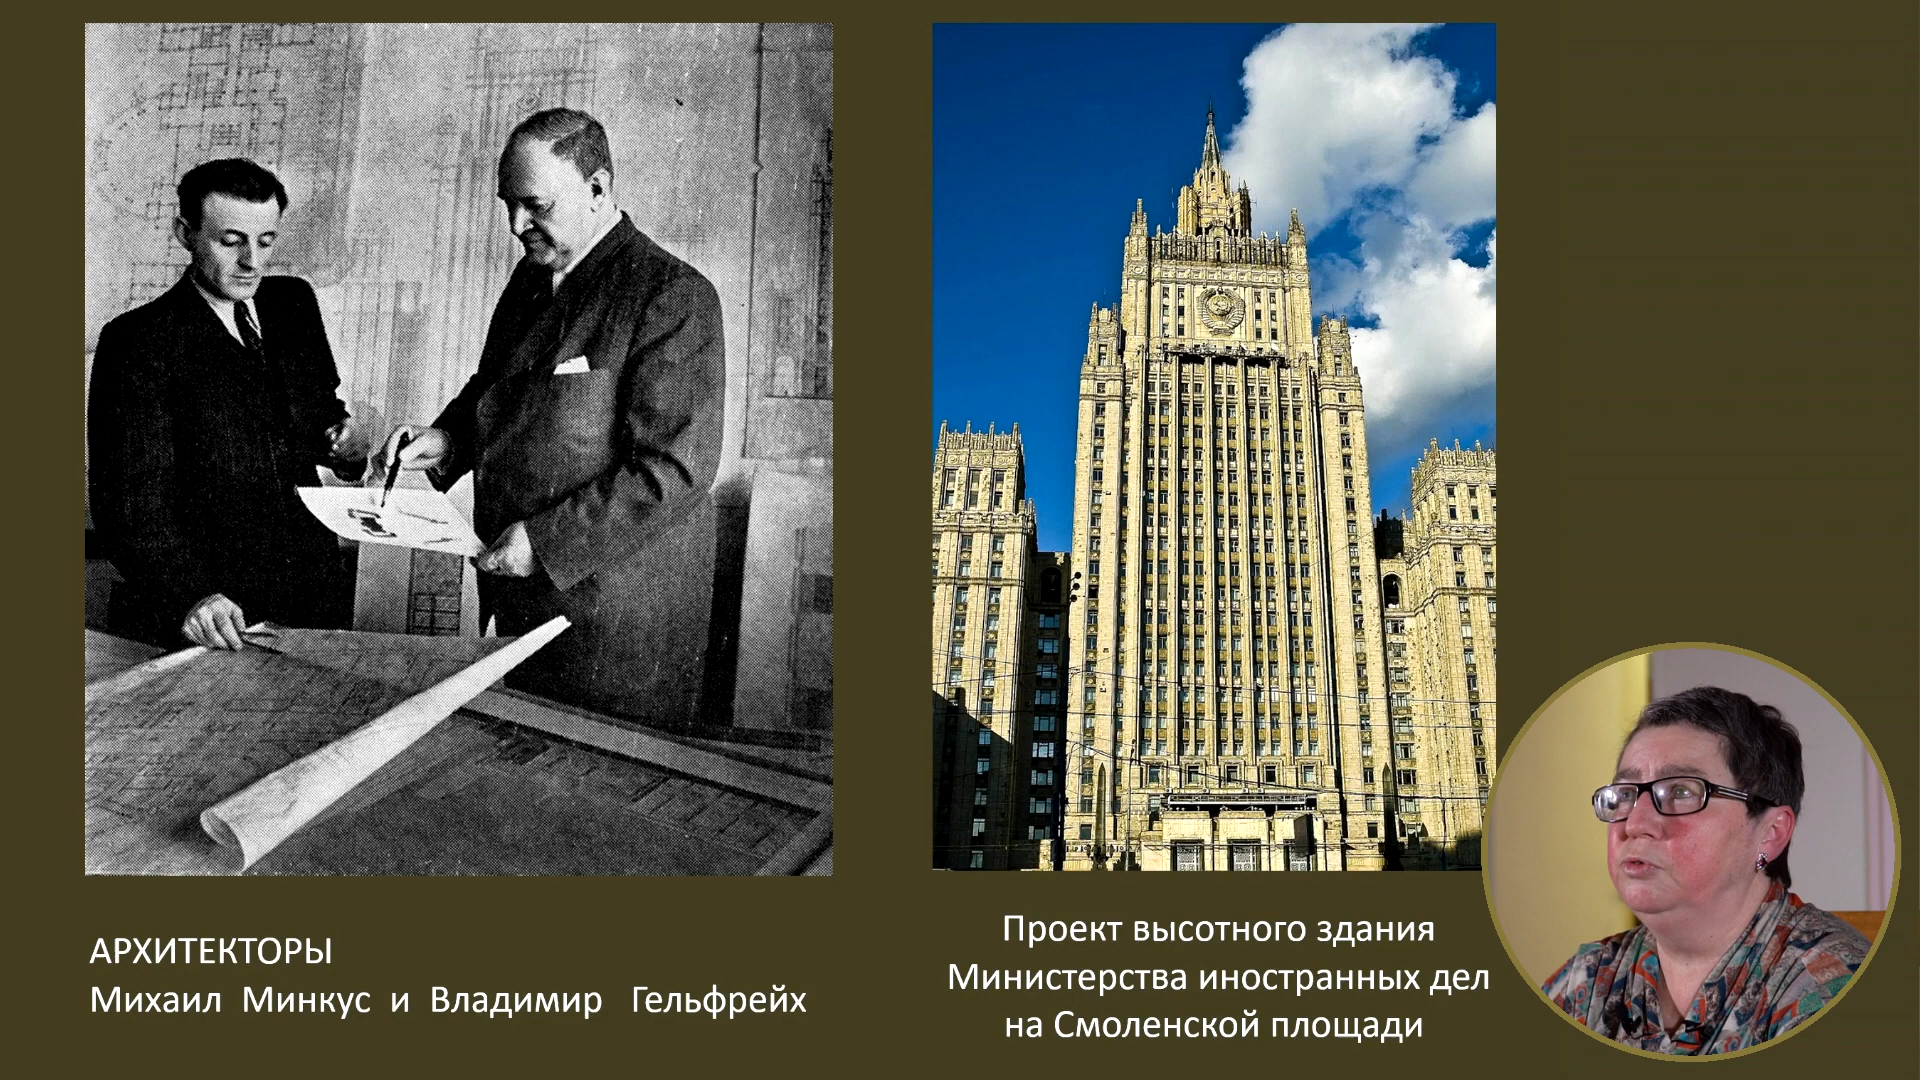 АРХИТЕКТОРЫ
Михаил Минкус и Владимир Гельфрейх
Проект высотного здания
Министерства иностранных дел
на Смоленской площади